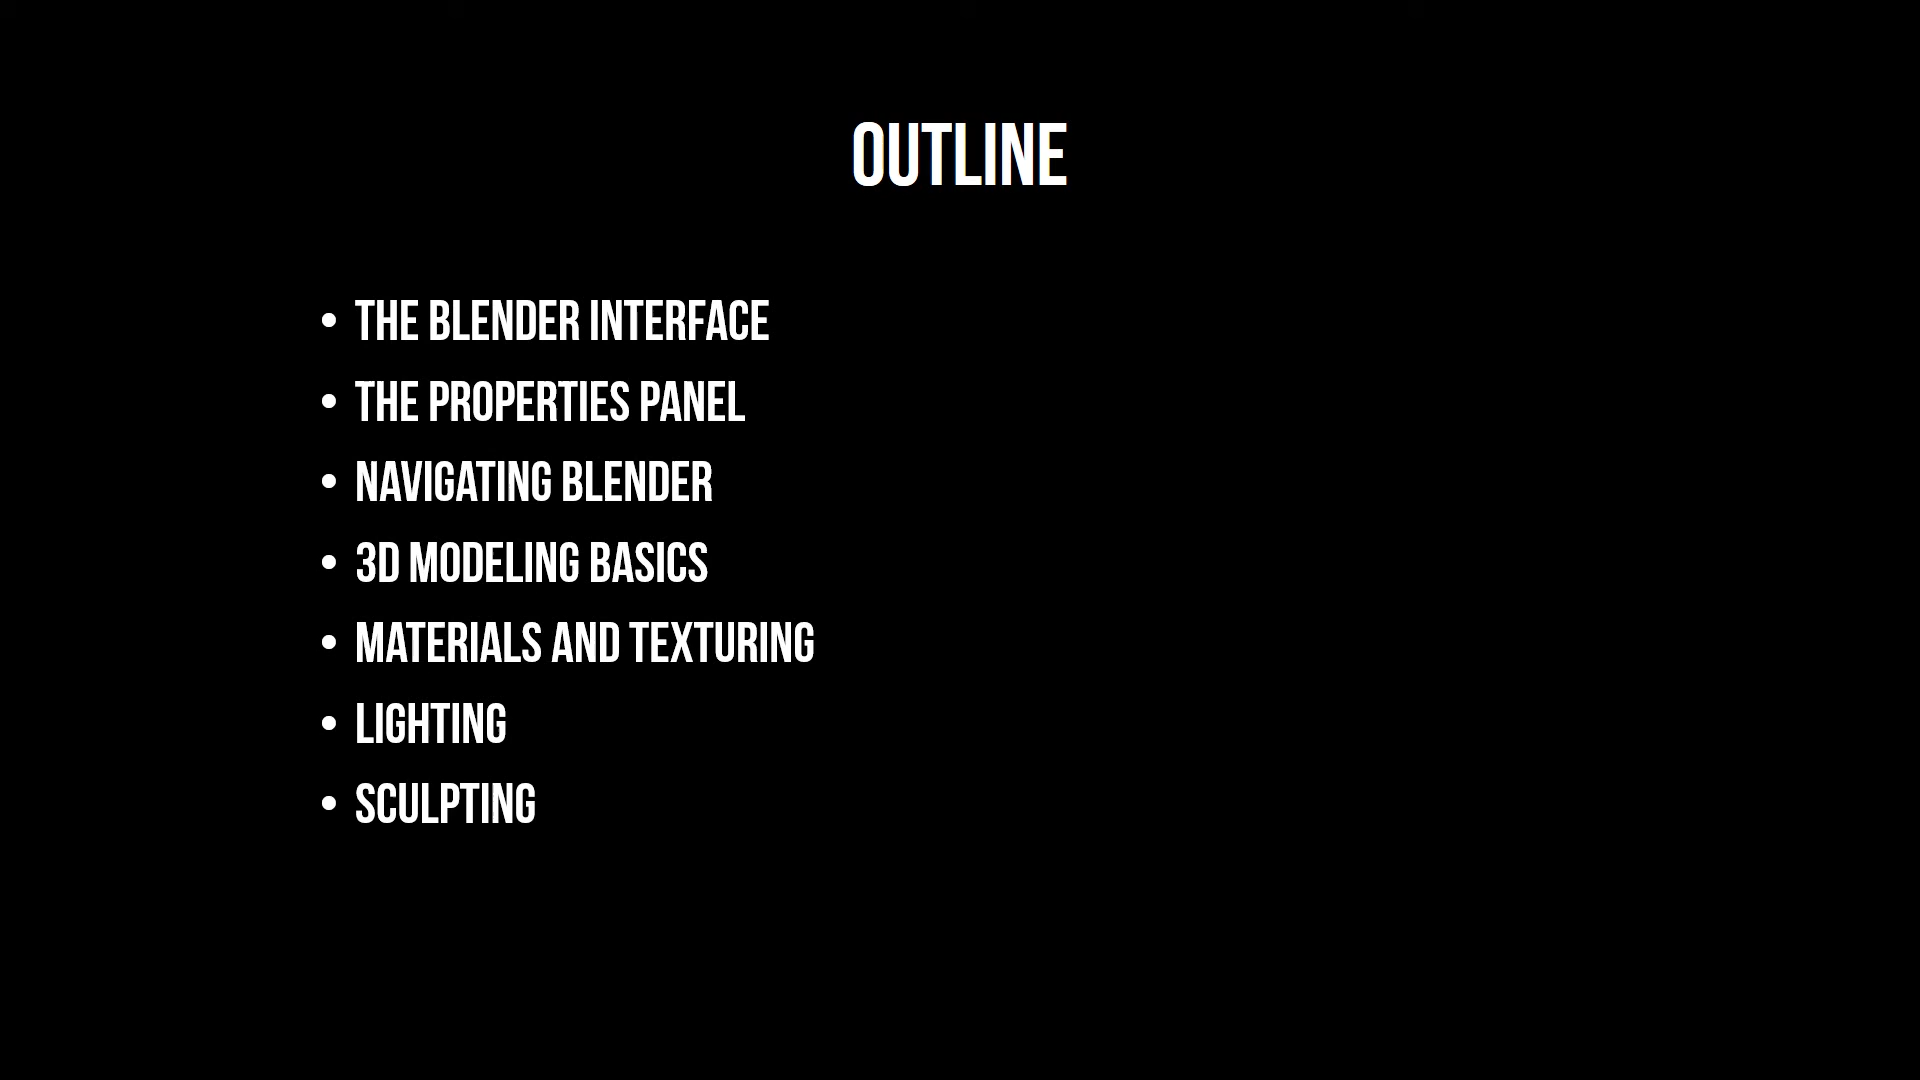 OUTLINE
• THE BLENDER INTERFACE
• THE PROPERTIES PANEL
• NAVIGATING BLENDER
• 3D MODELING BASICS
• MATERIALS AND TEXTURING
• LIGHTING
• SCULPTING